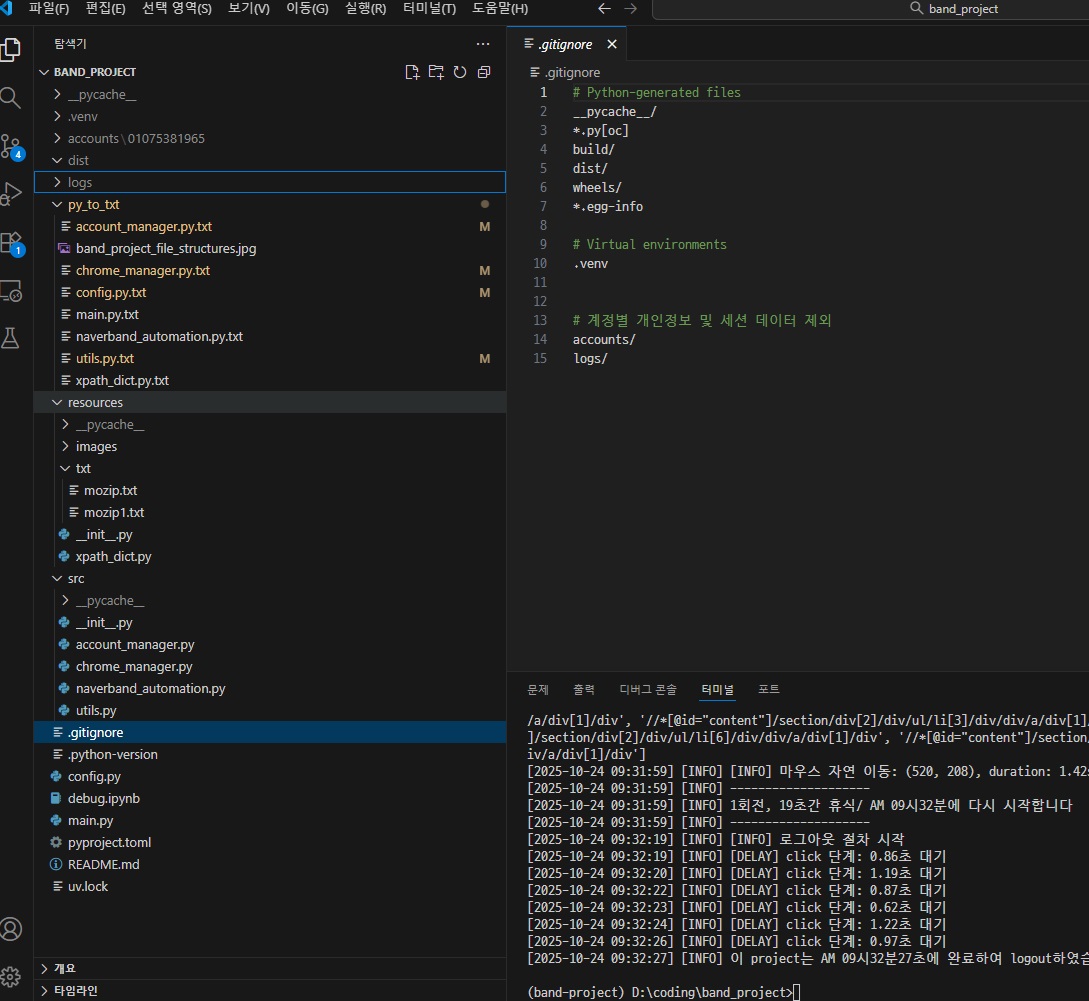 파일(F) 편집(E) 선택 영역(S) 보기(V) 이동(G) 실행(R) 터미널(T) 도움말(H) band_project
탐색기
BAND_PROJECT
__pycache__
.venv
accounts\01075381965
dist
logs
py_to_txt
account_manager.py.txt M
band_project_file_structures.jpg
chrome_manager.py.txt M
config.py.txt M
main.py.txt
naverband_automation.py.txt
utils.py.txt M
xpath_dict.py.txt
resources
__pycache__
images
txt
mozip.txt
mozip1.txt
__init__.py
xpath_dict.py
src
__pycache__
__init__.py
account_manager.py
chrome_manager.py
naverband_automation.py
utils.py
.gitignore
.python-version
config.py
debug.ipynb
main.py
pyproject.toml
README.md
uv.lock
개요
타임라인
4
1
.gitignore
.gitignore
1 # Python-generated files
2 __pycache__/
3 *.py[oc]
4 build/
5 dist/
6 wheels/
7 *.egg-info
8
9 # Virtual environments
10 .venv
11
12
13 # 계정별 개인정보 및 세션 데이터 제외
14 accounts/
15 logs/
문제 출력 디버그 콘솔 터미널 포트
/a/div[1]/div', '//*[@id="content"]/section/div[2]/div/ul/li[3]/div/div/a/div[1]/
]/section/div[2]/div/ul/li[6]/div/div/a/div[1]/div', '//*[@id="content"]/section/
iv/a/div[1]/div']
[2025-10-24 09:31:59] [INFO] [INFO] 마우스 자연 이동: (520, 208), duration: 1.42
[2025-10-24 09:31:59] [INFO] --------------------
[2025-10-24 09:31:59] [INFO] 1회전, 19초간 휴식/ AM 09시32분에 다시 시작합니다
[2025-10-24 09:31:59] [INFO] --------------------
[2025-10-24 09:32:19] [INFO] [INFO] 로그아웃 절차 시작
[2025-10-24 09:32:19] [INFO] [DELAY] click 단계: 0.86초 대기
[2025-10-24 09:32:20] [INFO] [DELAY] click 단계: 1.19초 대기
[2025-10-24 09:32:22] [INFO] [DELAY] click 단계: 0.87초 대기
[2025-10-24 09:32:23] [INFO] [DELAY] click 단계: 0.62초 대기
[2025-10-24 09:32:24] [INFO] [DELAY] click 단계: 1.22초 대기
[2025-10-24 09:32:26] [INFO] [DELAY] click 단계: 0.97초 대기
[2025-10-24 09:32:27] [INFO] 이 project는 AM 09시32분27초에 완료하여 logout하였습
(band-project) D:\coding\band_project>